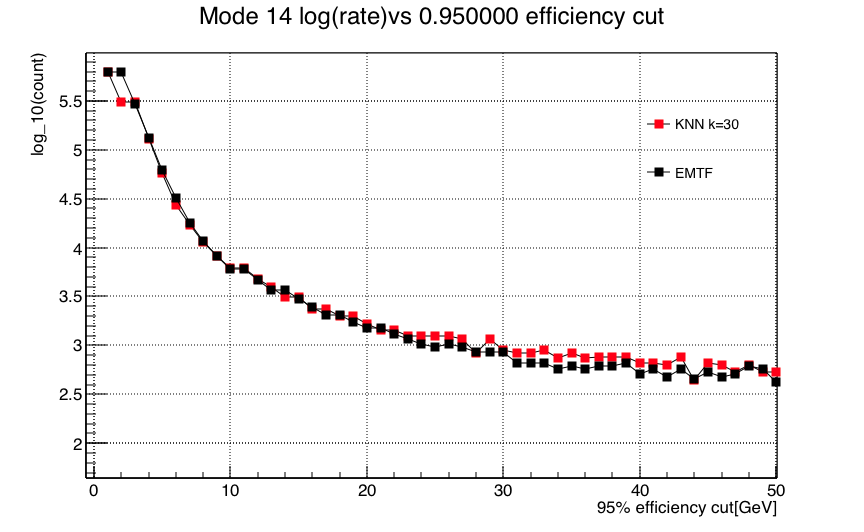 Mode 14 log(rate)vs 0.950000 efficiency cut
log_10(count)
5.5
5
4.5
4
3.5
3
2.5
2
KNN k=30
EMTF
0 10 20 30 40 50
95% efficiency cut[GeV]